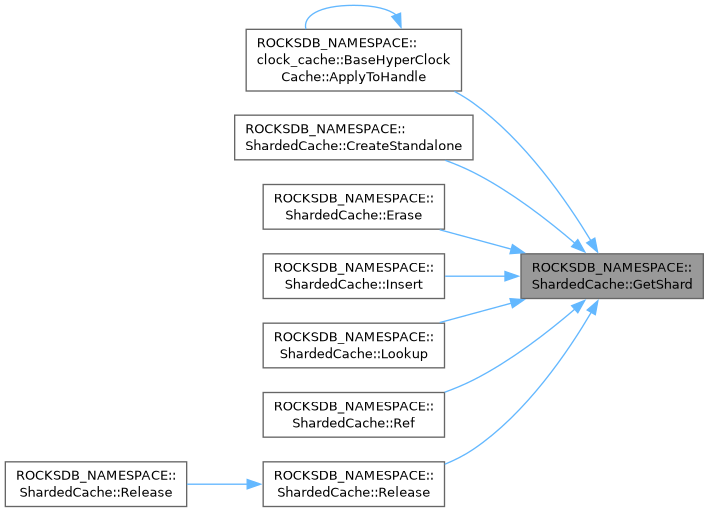 ROCKSDB_NAMESPACE::
clock_cache::BaseHyperClock
Cache::ApplyToHandle
ROCKSDB_NAMESPACE::
ShardedCache::CreateStandalone
ROCKSDB_NAMESPACE::
ShardedCache::Erase
ROCKSDB_NAMESPACE::
ShardedCache::GetShard
ROCKSDB_NAMESPACE::
ShardedCache::Insert
ROCKSDB_NAMESPACE::
ShardedCache::Lookup
ROCKSDB_NAMESPACE::
ShardedCache::Ref
ROCKSDB_NAMESPACE::
ShardedCache::Release
ROCKSDB_NAMESPACE::
ShardedCache::Release